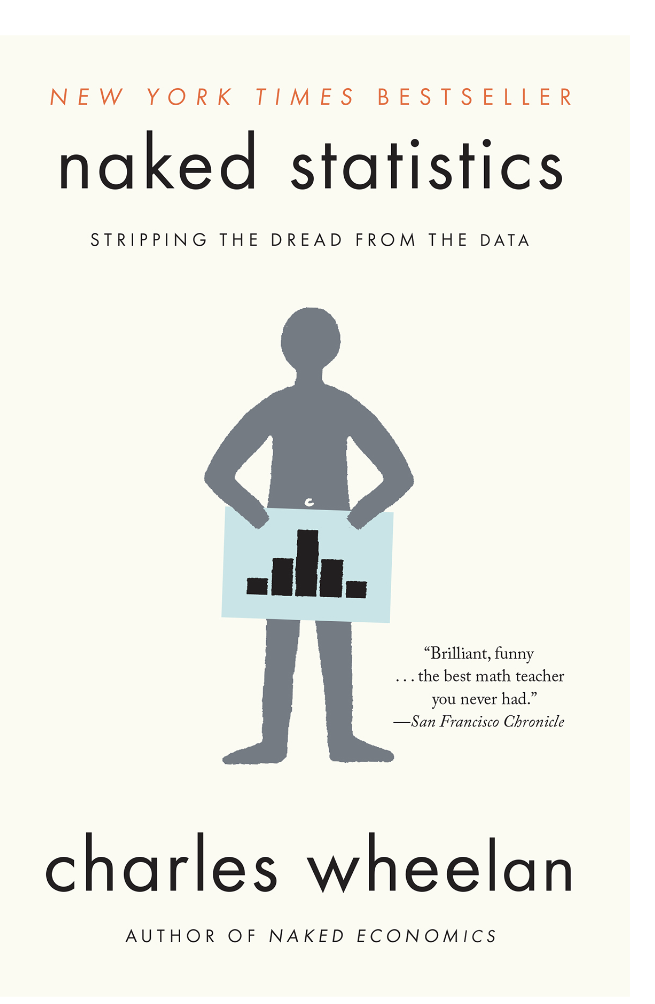 NEW YORK TIMES BESTSELLER
naked statistics
STRIPPING THE DREAD FROM THE DATA
“Brilliant, funny
. . . the best math teacher
you never had.”
—San Francisco Chronicle
charles wheelan
AUTHOR OF NAKED ECONOMICS